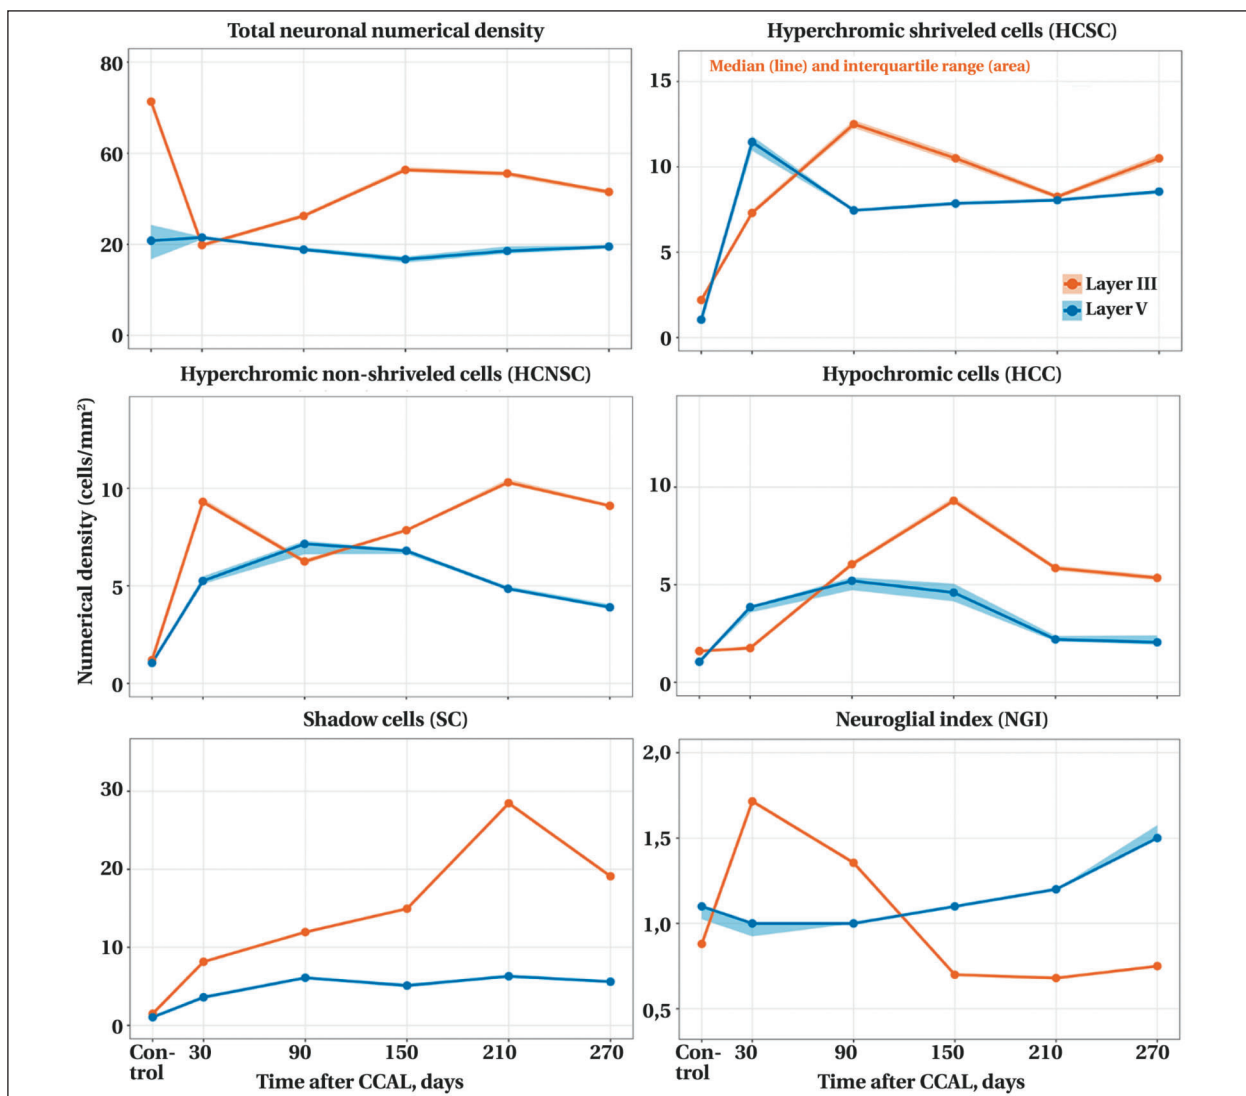 Total neuronal numerical density
80
60
20
0
Hyperchromic shriveled cells (HCSC)
Median (line) and interquartile range (area)
15
10
5
0
Layer III
Layer V
Hyperchromic non-shriveled cells (HCNSC)
Numerical density (cells/mm²)
10
5
0
Hypochromic cells (HCC)
10
5
0
Shadow cells (SC)
30
20
10
0
Con-
trol
30 90 150 210 270
Time after CCAL, days
Neuroglial index (NGI)
2,0
1,5
1,0
0,5
Con-
trol
30 90 150 210 270
Time after CCAL, days